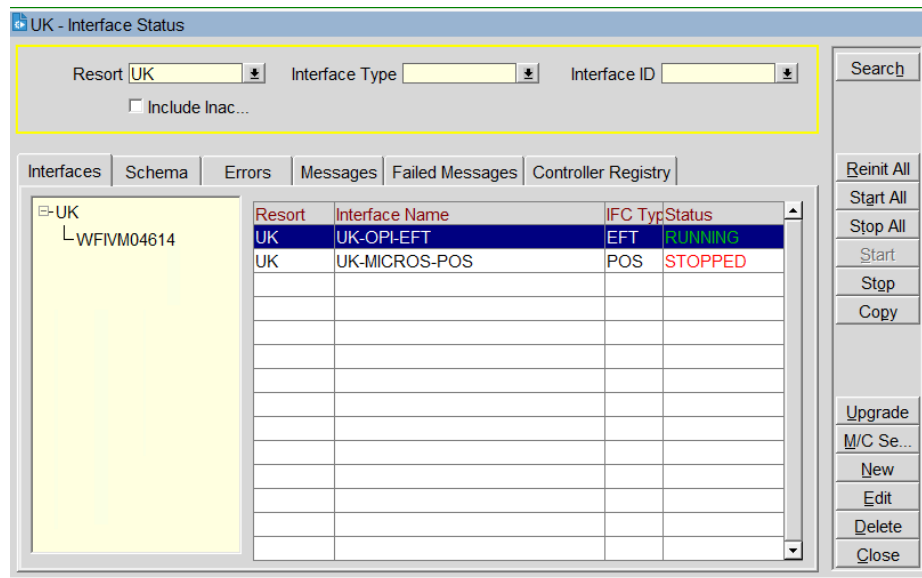 UK - Interface Status
Resort UK Interface Type Interface ID
Include Inac...
Search
Interfaces Schema Errors Messages Failed Messages Controller Registry
UK
WFIVM04614
Resort Interface Name IFC Typ Status
UK UK-OPI-EFT EFT RUNNING
UK UK-MICROS-POS POS STOPPED
Reinit All
Start All
Stop All
Start
Stop
Copy
Upgrade
M/C Se...
New
Edit
Delete
Close